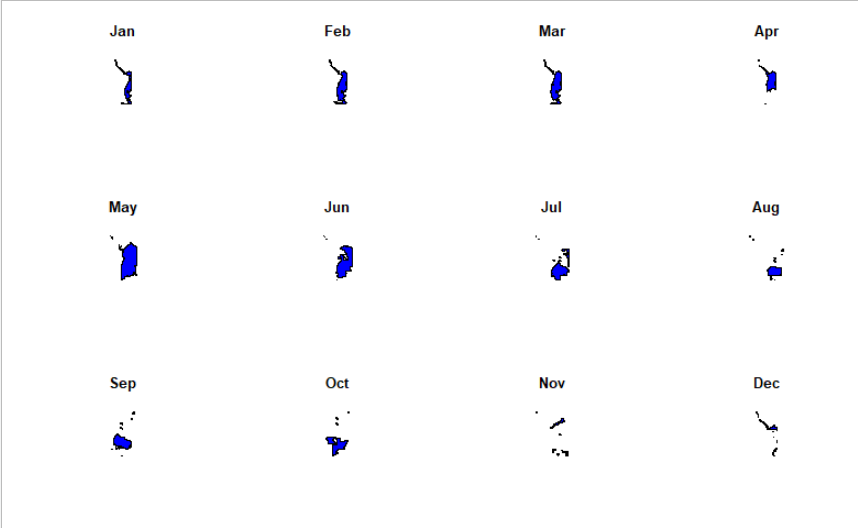 Jan Feb Mar Apr
May Jun Jul Aug
Sep Oct Nov Dec